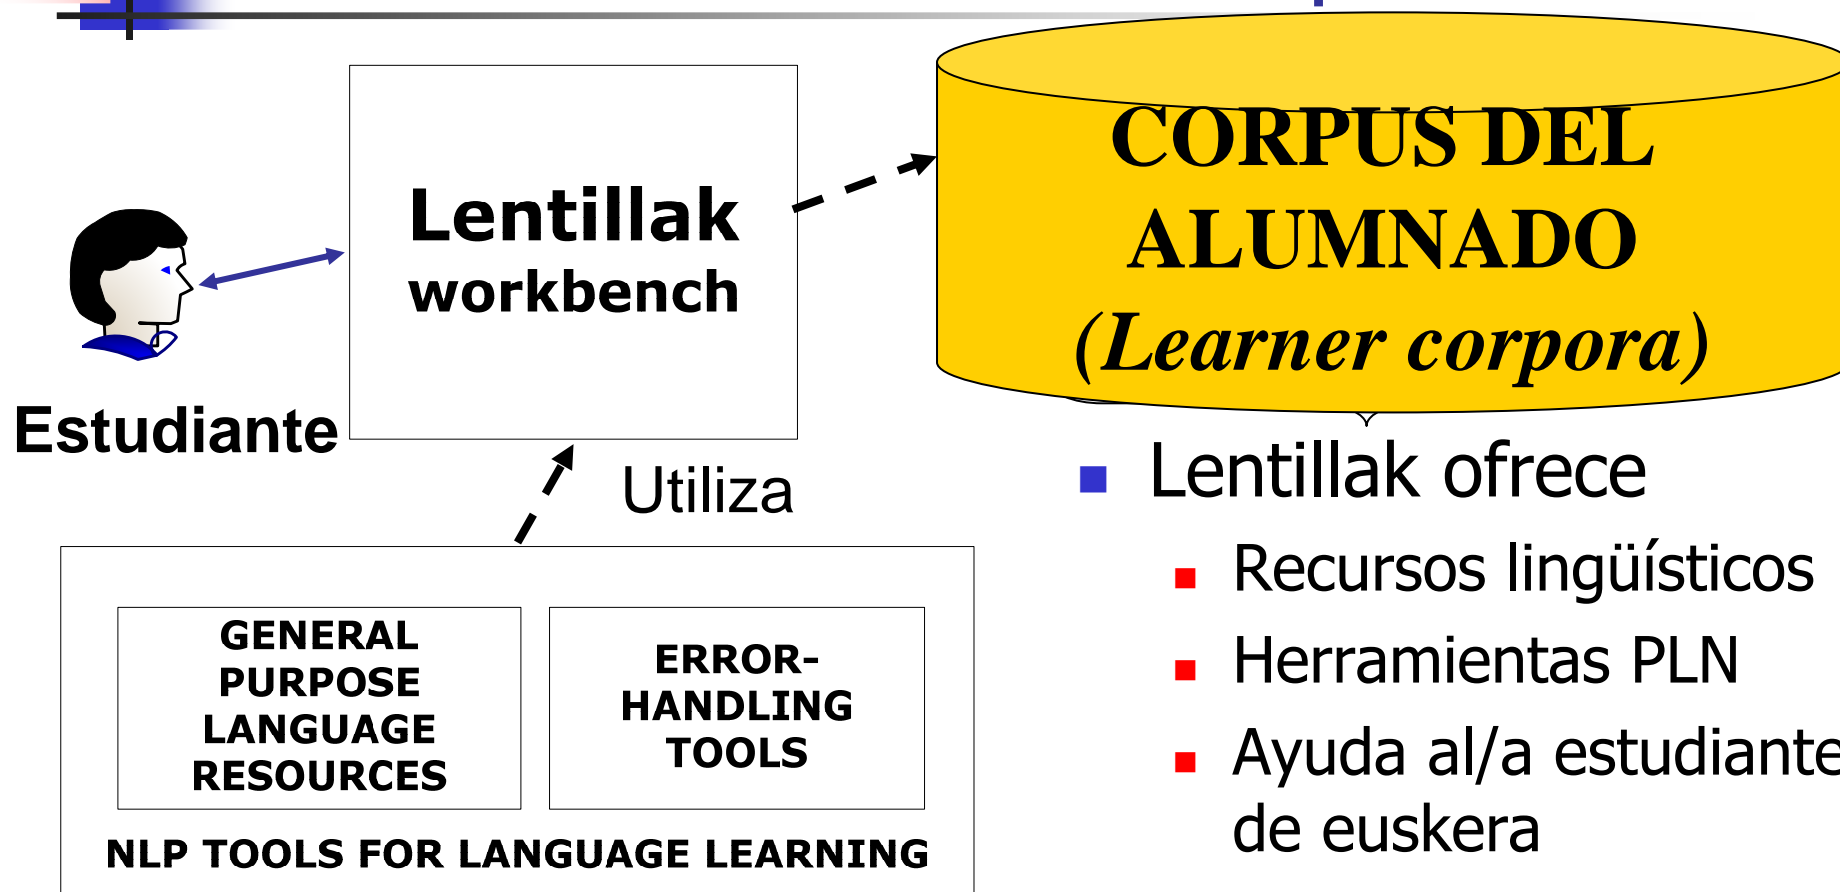 CORPUS DEL
ALUMNADO
(Learner corpora)
Lentillak
workbench
Estudiante
Utiliza
GENERAL
PURPOSE
LANGUAGE
RESOURCES
ERROR-
HANDLING
TOOLS
NLP TOOLS FOR LANGUAGE LEARNING
Lentillak ofrece
Recursos lingüísticos
Herramientas PLN
Ayuda al/a estudiante
de euskera